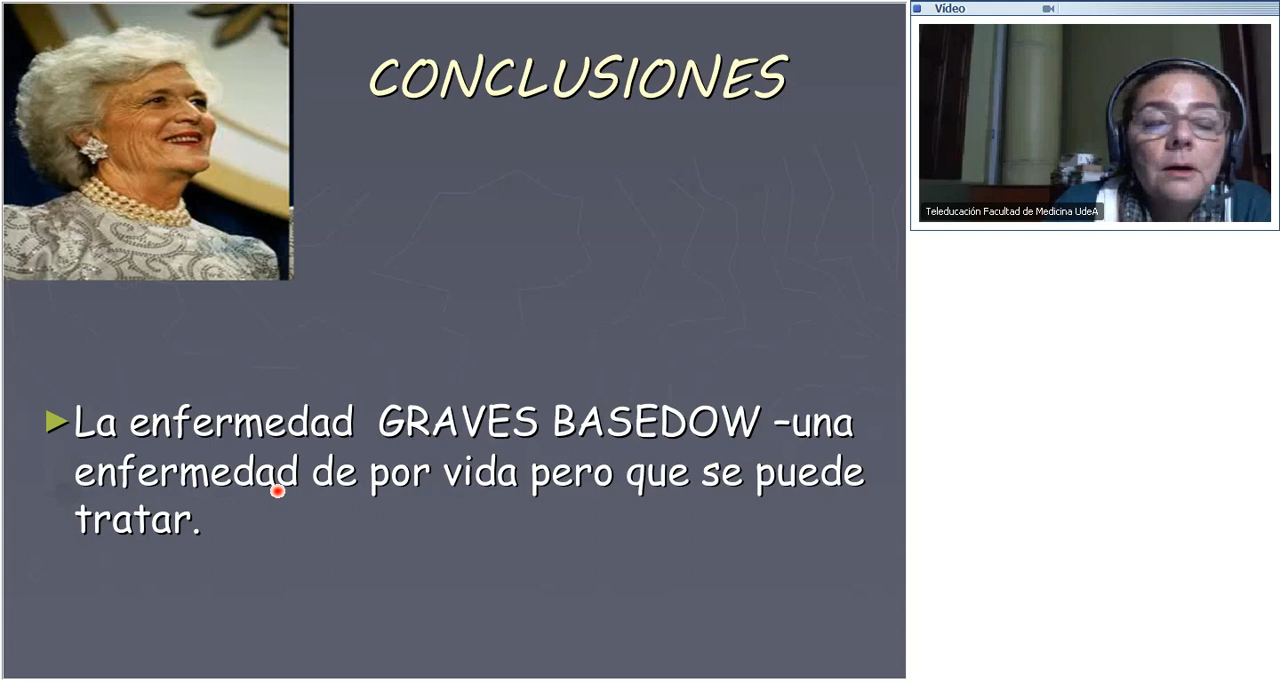 CONCLUSIONES
La enfermedad GRAVES BASEDOW –una
enfermedad de por vida pero que se puede
tratar.
Vídeo
Teleducación Facultad de Medicina UdeA